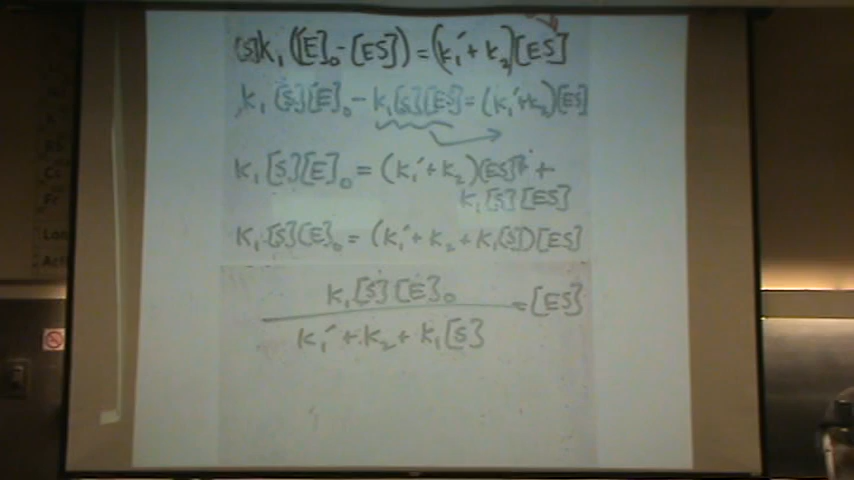 [S]k₁([E]₀-[ES])=(k₁′+k₂)[ES]
k₁[S][E]₀-k₁[S][ES]=(k₁′+k₂)[ES]
k₁[S][E]₀=(k₁′+k₂)[ES]+
k₁[S][ES]
k₁[S][E]₀=(k₁′+k₂+k₁[S])[ES]
k₁[S][E]₀
=[ES]
k₁′+k₂+k₁[S]